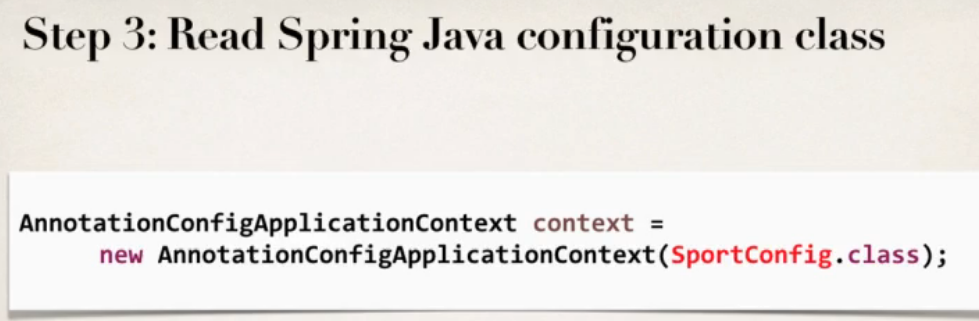 Step 3: Read Spring Java configuration class
AnnotationConfigApplicationContext context =
new AnnotationConfigApplicationContext(SportConfig.class);